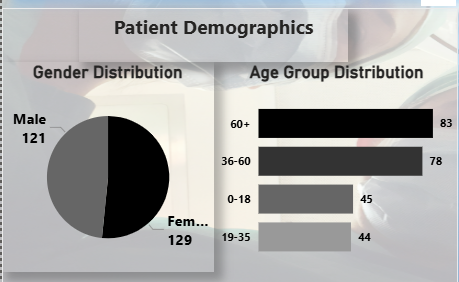 Patient Demographics
Gender Distribution
Male
121
Fem...
129
Age Group Distribution
60+ 83
36-60 78
0-18 45
19-35 44